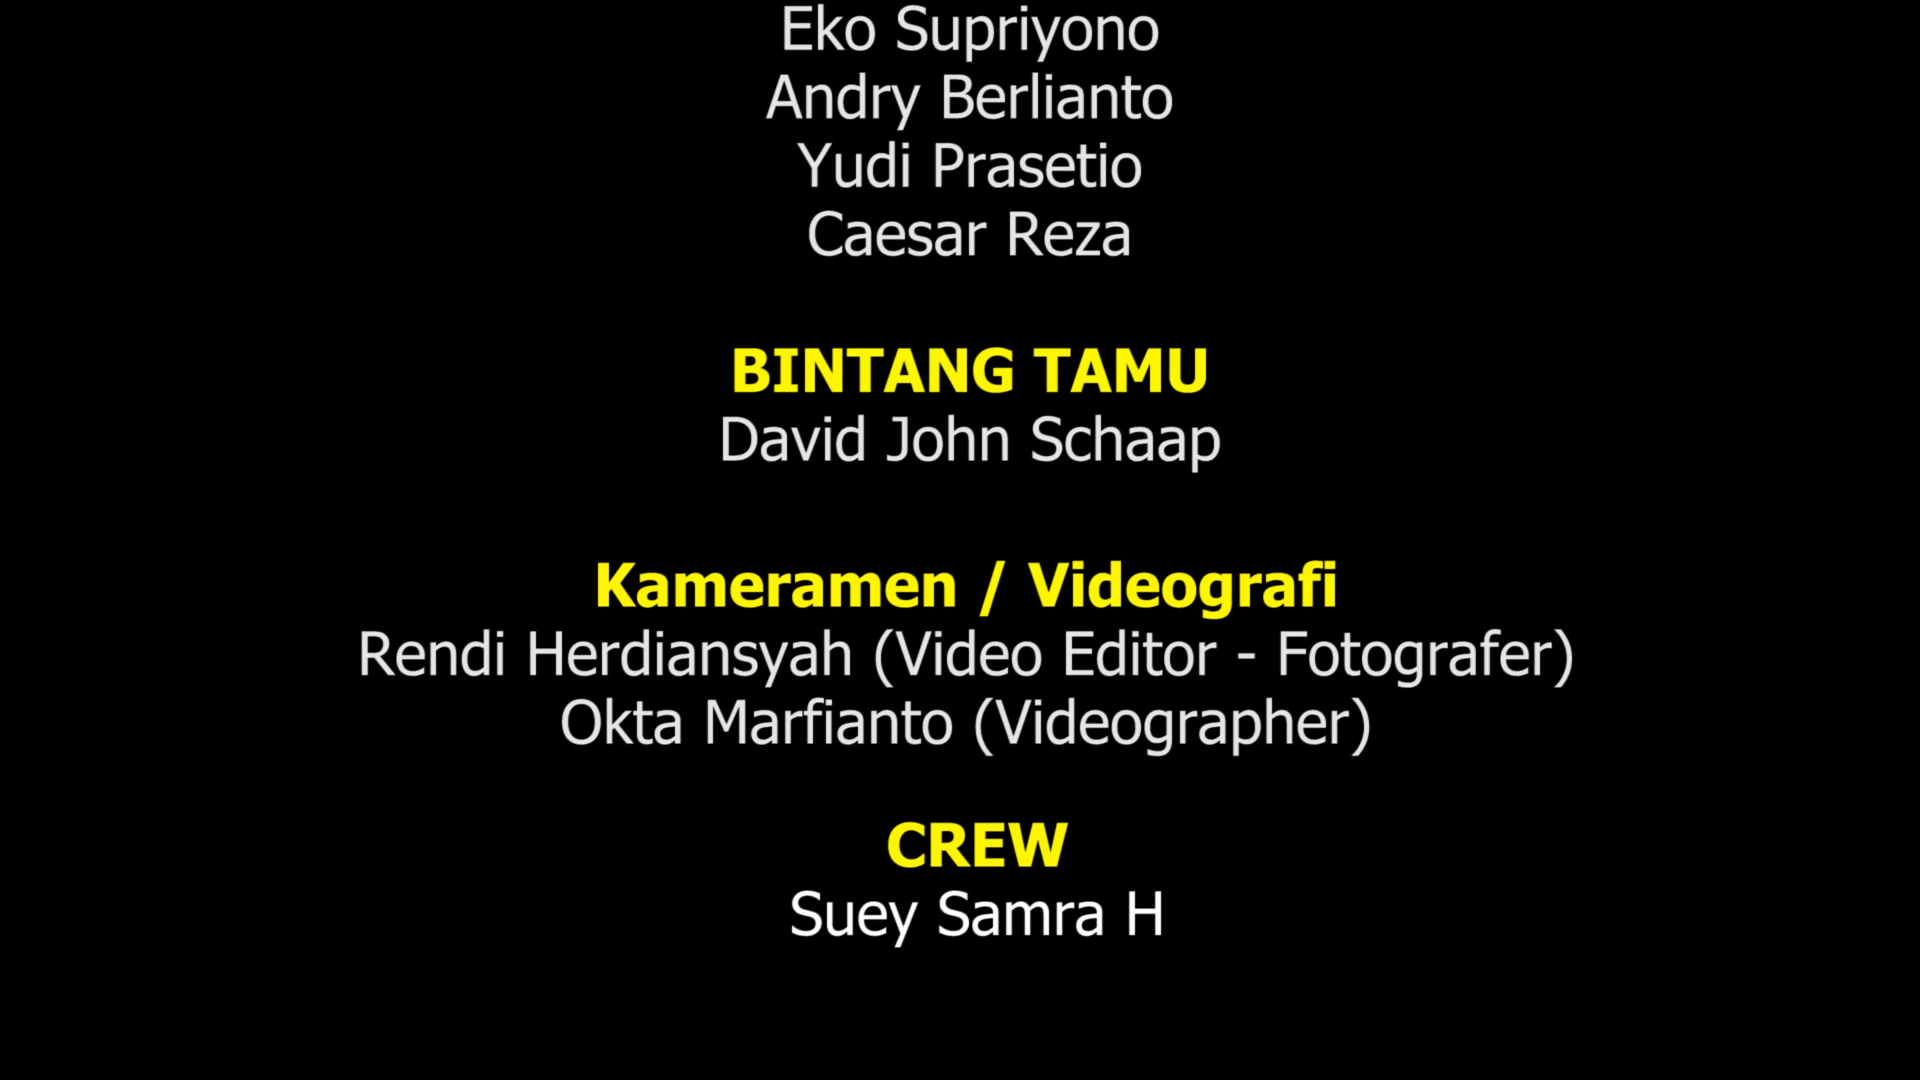 Eko Supriyono
Andry Berlianto
Yudi Prasetio
Caesar Reza
BINTANG TAMU
David John Schaap
Kameramen / Videografi
Rendi Herdiansyah (Video Editor - Fotografer)
Okta Marfianto (Videographer)
CREW
Suey Samra H